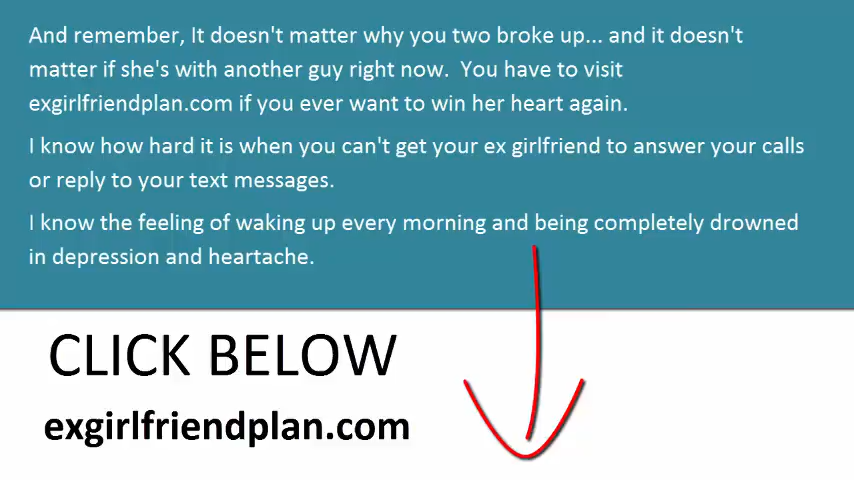 And remember, It doesn't matter why you two broke up... and it doesn't
matter if she's with another guy right now.  You have to visit
exgirlfriendplan.com if you ever want to win her heart again.
I know how hard it is when you can't get your ex girlfriend to answer your calls
or reply to your text messages.
I know the feeling of waking up every morning and being completely drowned
in depression and heartache.
CLICK BELOW
exgirlfriendplan.com